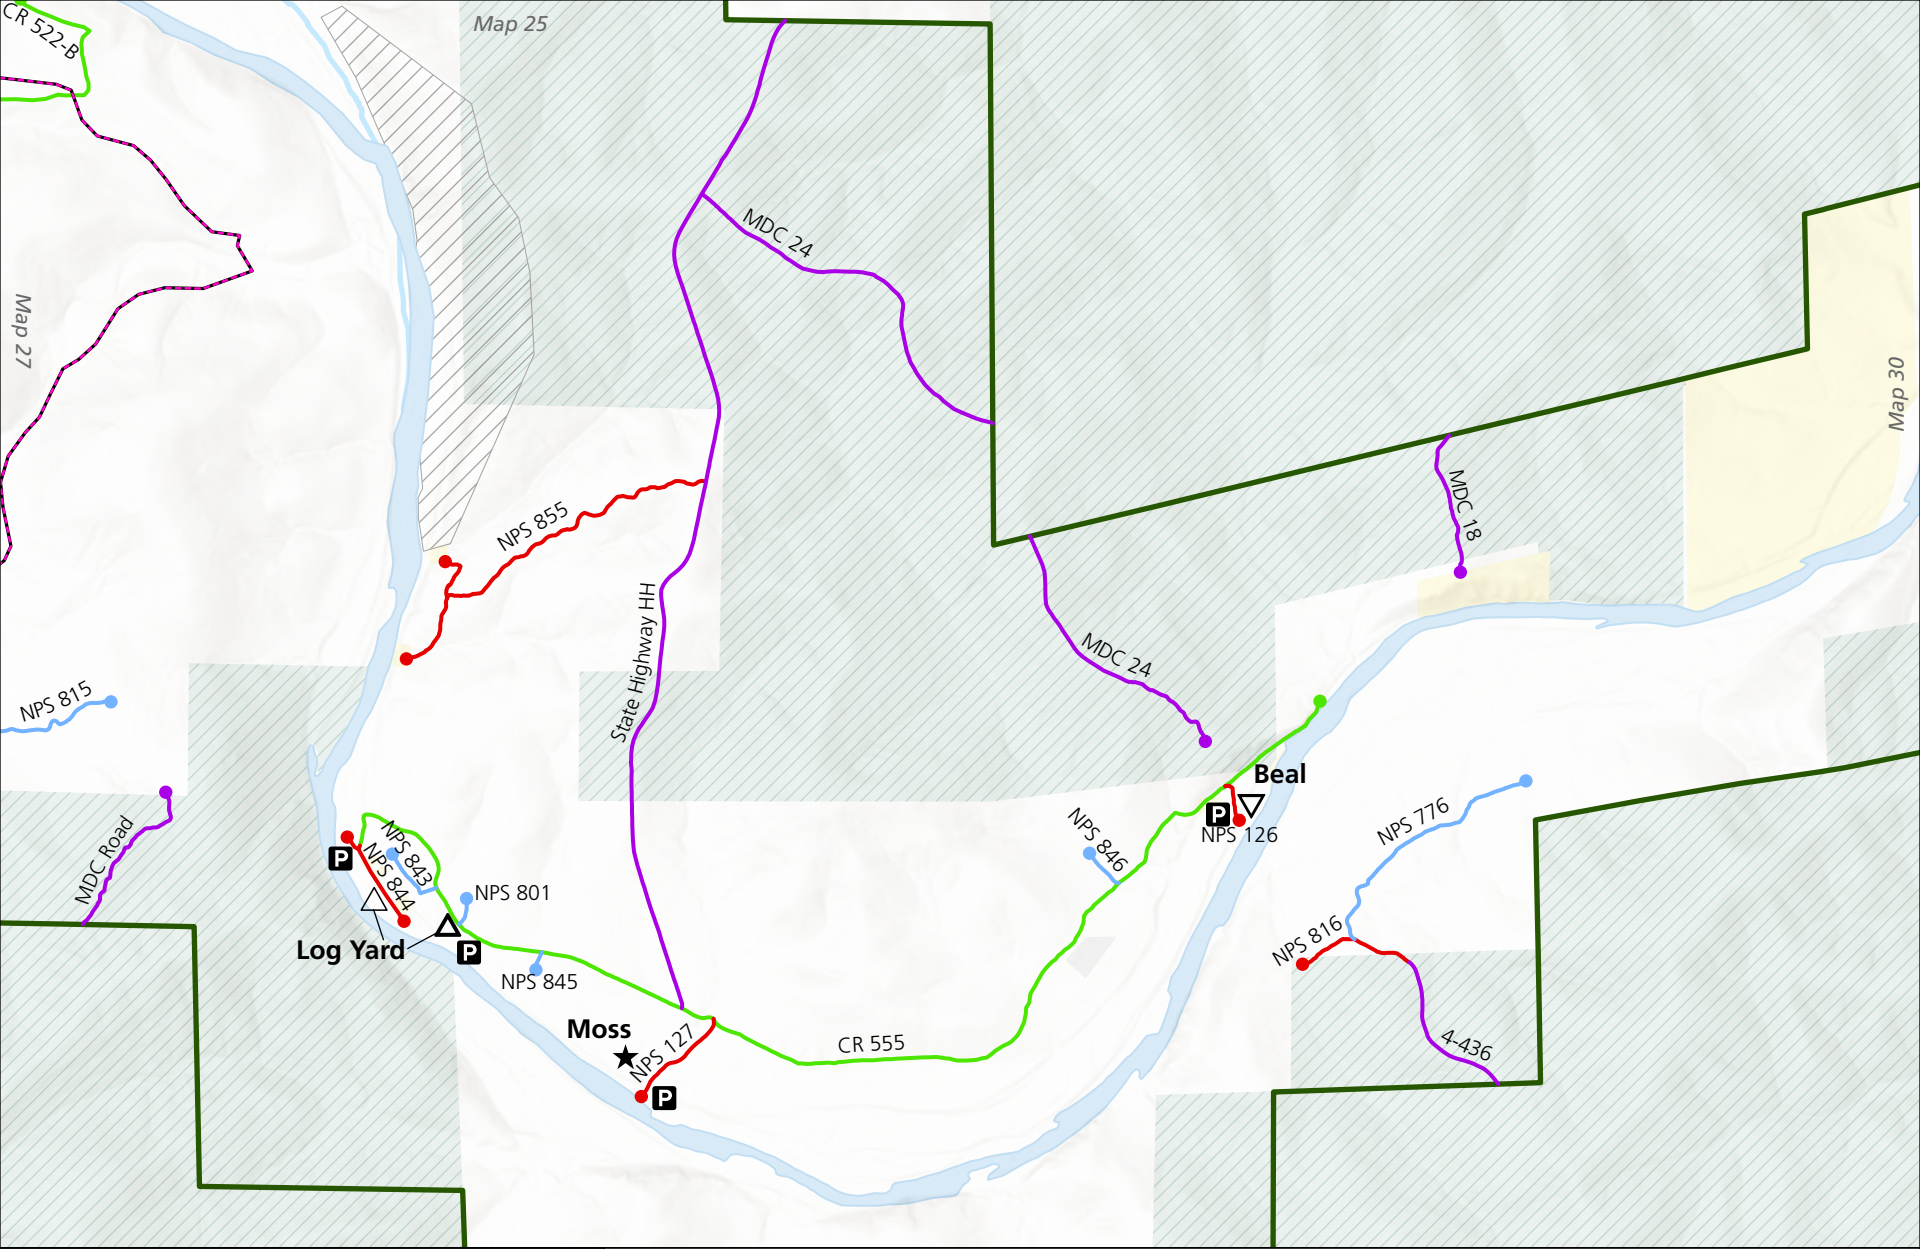 CR 522-B
Map 25
MDC 24
Map 27
Map 30
MDC 18
NPS 855
State Highway HH
MDC 24
NPS 815
Beal
P
NPS 126
NPS 776
NPS 846
MDC Road
P
NPS 843
NPS 844
NPS 801
Log Yard
P
NPS 845
NPS 816
Moss
NPS 127
CR 555
4-436
P